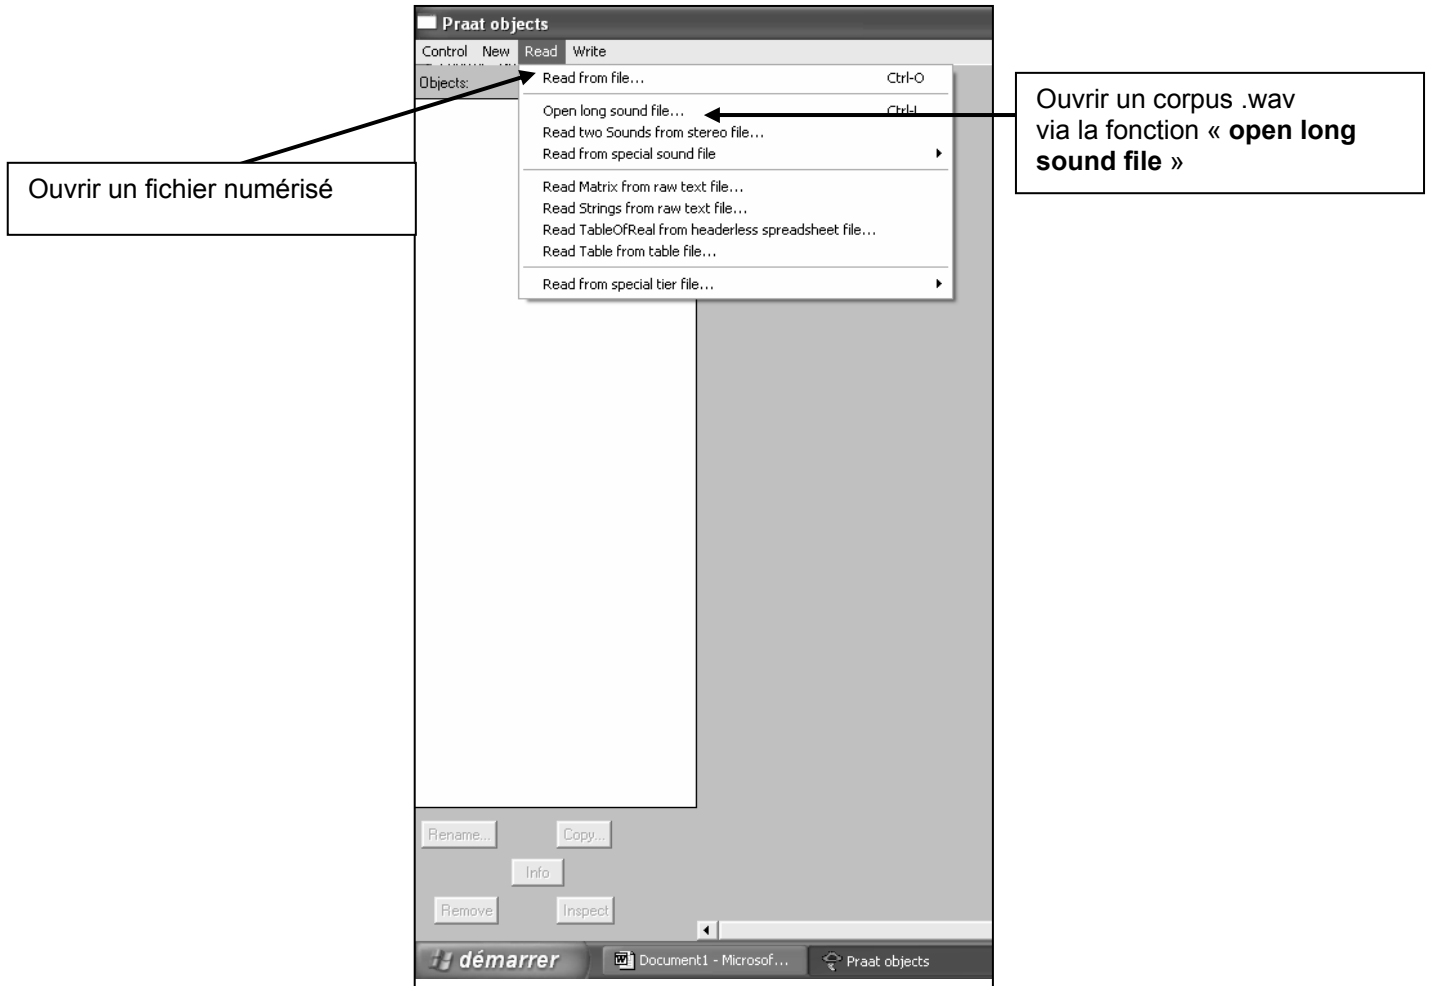 Praat objects
Control New Read Write
Objects:
Read from file... Ctrl-O
Open long sound file...
Read two Sounds from stereo file...
Read from special sound file
Read Matrix from raw text file...
Read Strings from raw text file...
Read TableOfReal from headerless spreadsheet file...
Read Table from table file...
Read from special tier file...
Ouvrir un fichier numérisé
Ouvrir un corpus .wav
via la fonction « open long
sound file »
Rename... Copy...
Info
Remove Inspect
démarrer Document1 - Microsof... Praat objects